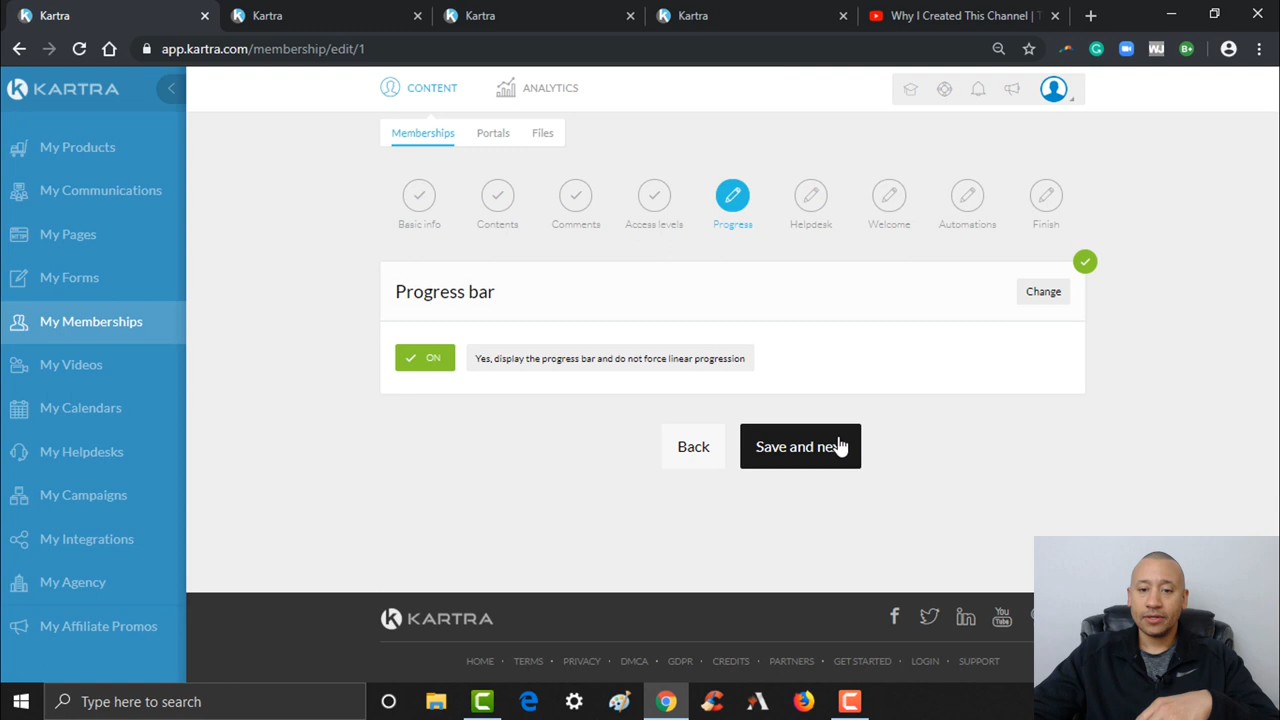 Kartra
Kartra
Kartra
Kartra
Why I Created This Channel | T
app.kartra.com/membership/edit/1
KARTRA
CONTENT
ANALYTICS
Memberships
Portals
Files
My Products
My Communications
My Pages
My Forms
My Memberships
My Videos
My Calendars
My Helpdesks
My Campaigns
My Integrations
My Agency
My Affiliate Promos
Basic info
Contents
Comments
Access levels
Progress
Helpdesk
Welcome
Automations
Finish
Progress bar
Change
ON
Yes, display the progress bar and do not force linear progression
Back
Save and
KARTRA
HOME
TERMS
PRIVACY
DMCA
GDPR
CREDITS
PARTNERS
GET STARTED
LOGIN
SUPPORT
Type here to search